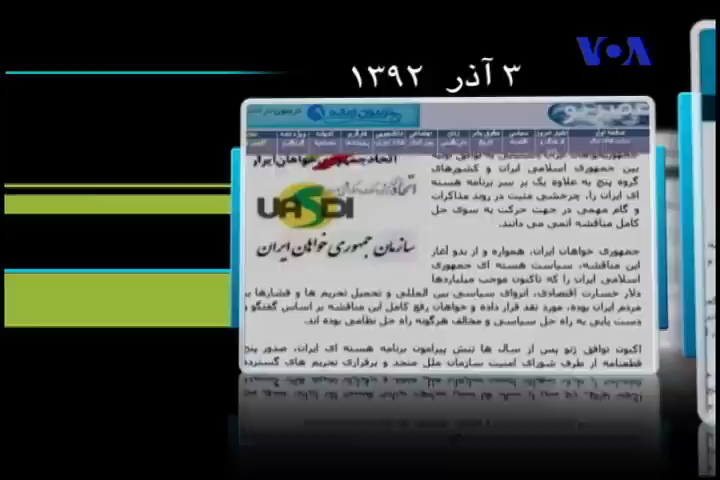 VOA
۳ آذر ۱۳۹۲
صفحه اول
اتحاد جمهوری خواهان ایران
UASDI
سازمان جمهوری خواهان ایران
بین جمهوری اسلامی ایران و کشورهای
گروه پنج به علاوه یک بر سر برنامه هسته
ای ایران را، چرخشی مثبت در روند مذاکرات
و گام مهمی در جهت حرکت به سوی حل
کامل مناقشه اتمی می دانند.
جمهوری خواهان ایران، همواره و از بدو آغاز
این مناقشه، سیاست هسته ای جمهوری
اسلامی ایران را که تاکنون موجب میلیاردها
دلار خسارت اقتصادی، انزوای سیاسی بین المللی و تحمیل تحریم ها و فشارها بر
مردم ایران بوده، مورد نقد قرار داده و خواهان رفع کامل این مناقشه بر اساس گفتگو و
دست یابی به راه حل سیاسی و مخالف هرگونه راه حل نظامی بوده اند.
اکنون توافق ژنو پس از سال ها تنش پیرامون برنامه هسته ای ایران، صدور پنج
قطعنامه از طرف شورای امنیت سازمان ملل متحد و برقراری تحریم های گسترده